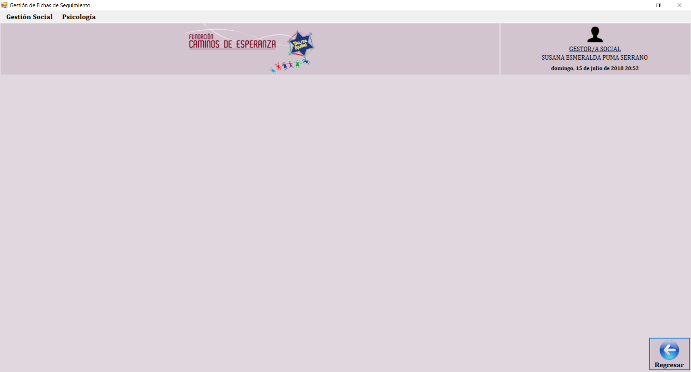 Gestión de Fichas de Seguimiento
Gestión Social Psicología
FUNDACIÓN
CAMINOS DE ESPERANZA
GESTOR/A SOCIAL
SUSANA ESMERALDA PUMA SERRANO
domingo, 15 de julio de 2018 20:52
Regresar